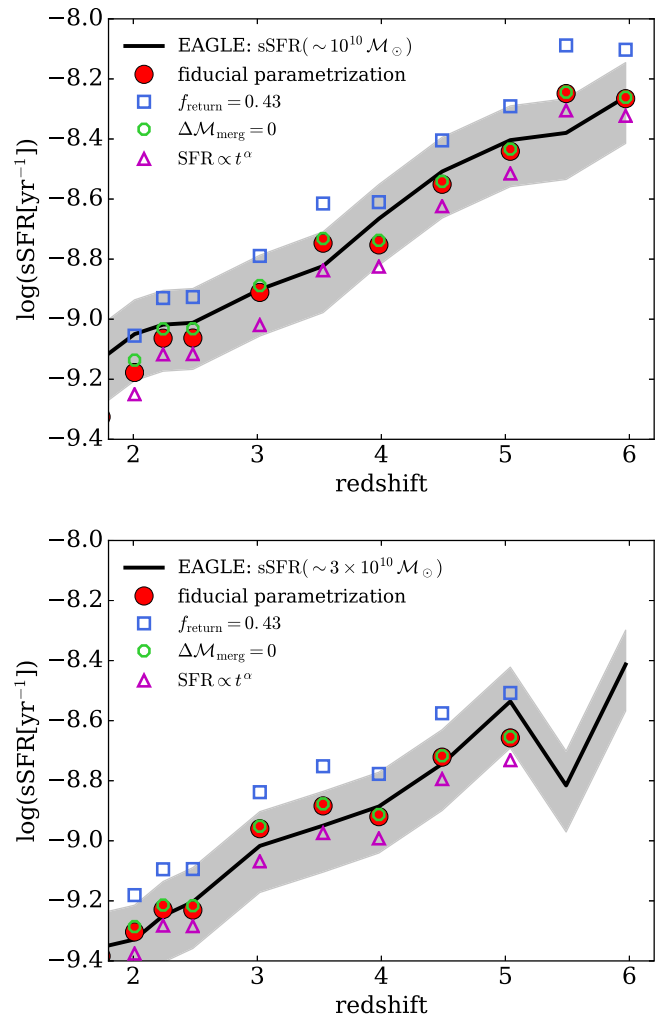 −8.0
−8.2
−8.4
−8.6
−8.8
−9.0
−9.2
−9.4
log(sSFR[yr⁻¹])
EAGLE: sSFR(∼10¹⁰ ℳ⊙)
fiducial parametrization
f_return = 0.43
Δℳ_merg = 0
SFR ∝ t^α
2 3 4 5 6
redshift
−8.0
−8.2
−8.4
−8.6
−8.8
−9.0
−9.2
−9.4
log(sSFR[yr⁻¹])
EAGLE: sSFR(∼3×10¹⁰ ℳ⊙)
fiducial parametrization
f_return = 0.43
Δℳ_merg = 0
SFR ∝ t^α
2 3 4 5 6
redshift